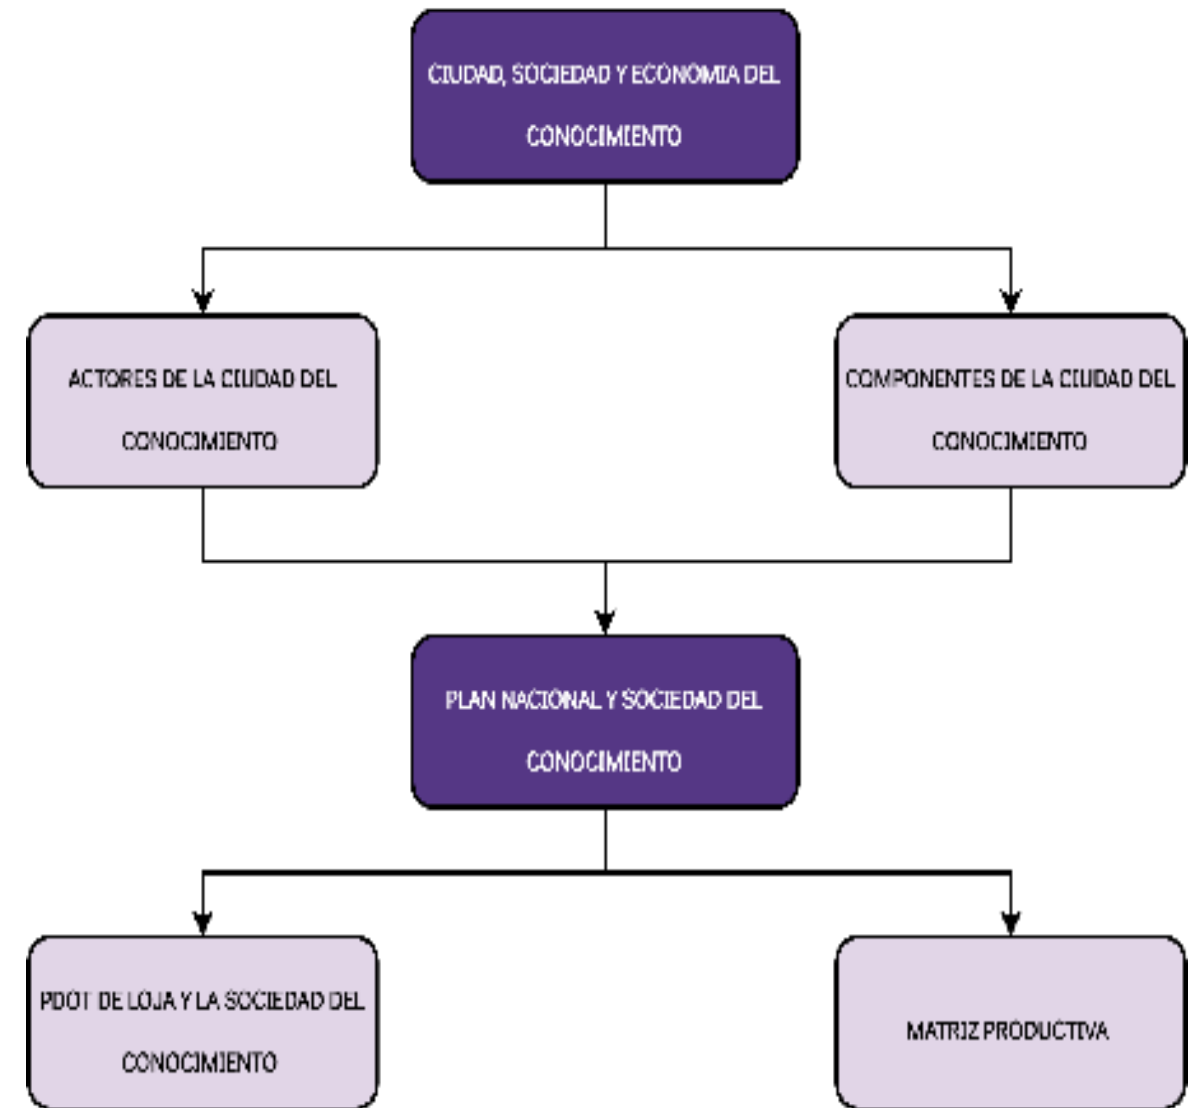 CIUDAD, SOCIEDAD Y ECONOMIA DEL
CONOCIMIENTO
ACTORES DE LA CIUDAD DEL
CONOCIMIENTO
COMPONENTES DE LA CIUDAD DEL
CONOCIMIENTO
PLAN NACIONAL Y SOCIEDAD DEL
CONOCIMIENTO
PDOT DE LOJA Y LA SOCIEDAD DEL
CONOCIMIENTO
MATRIZ PRODUCTIVA